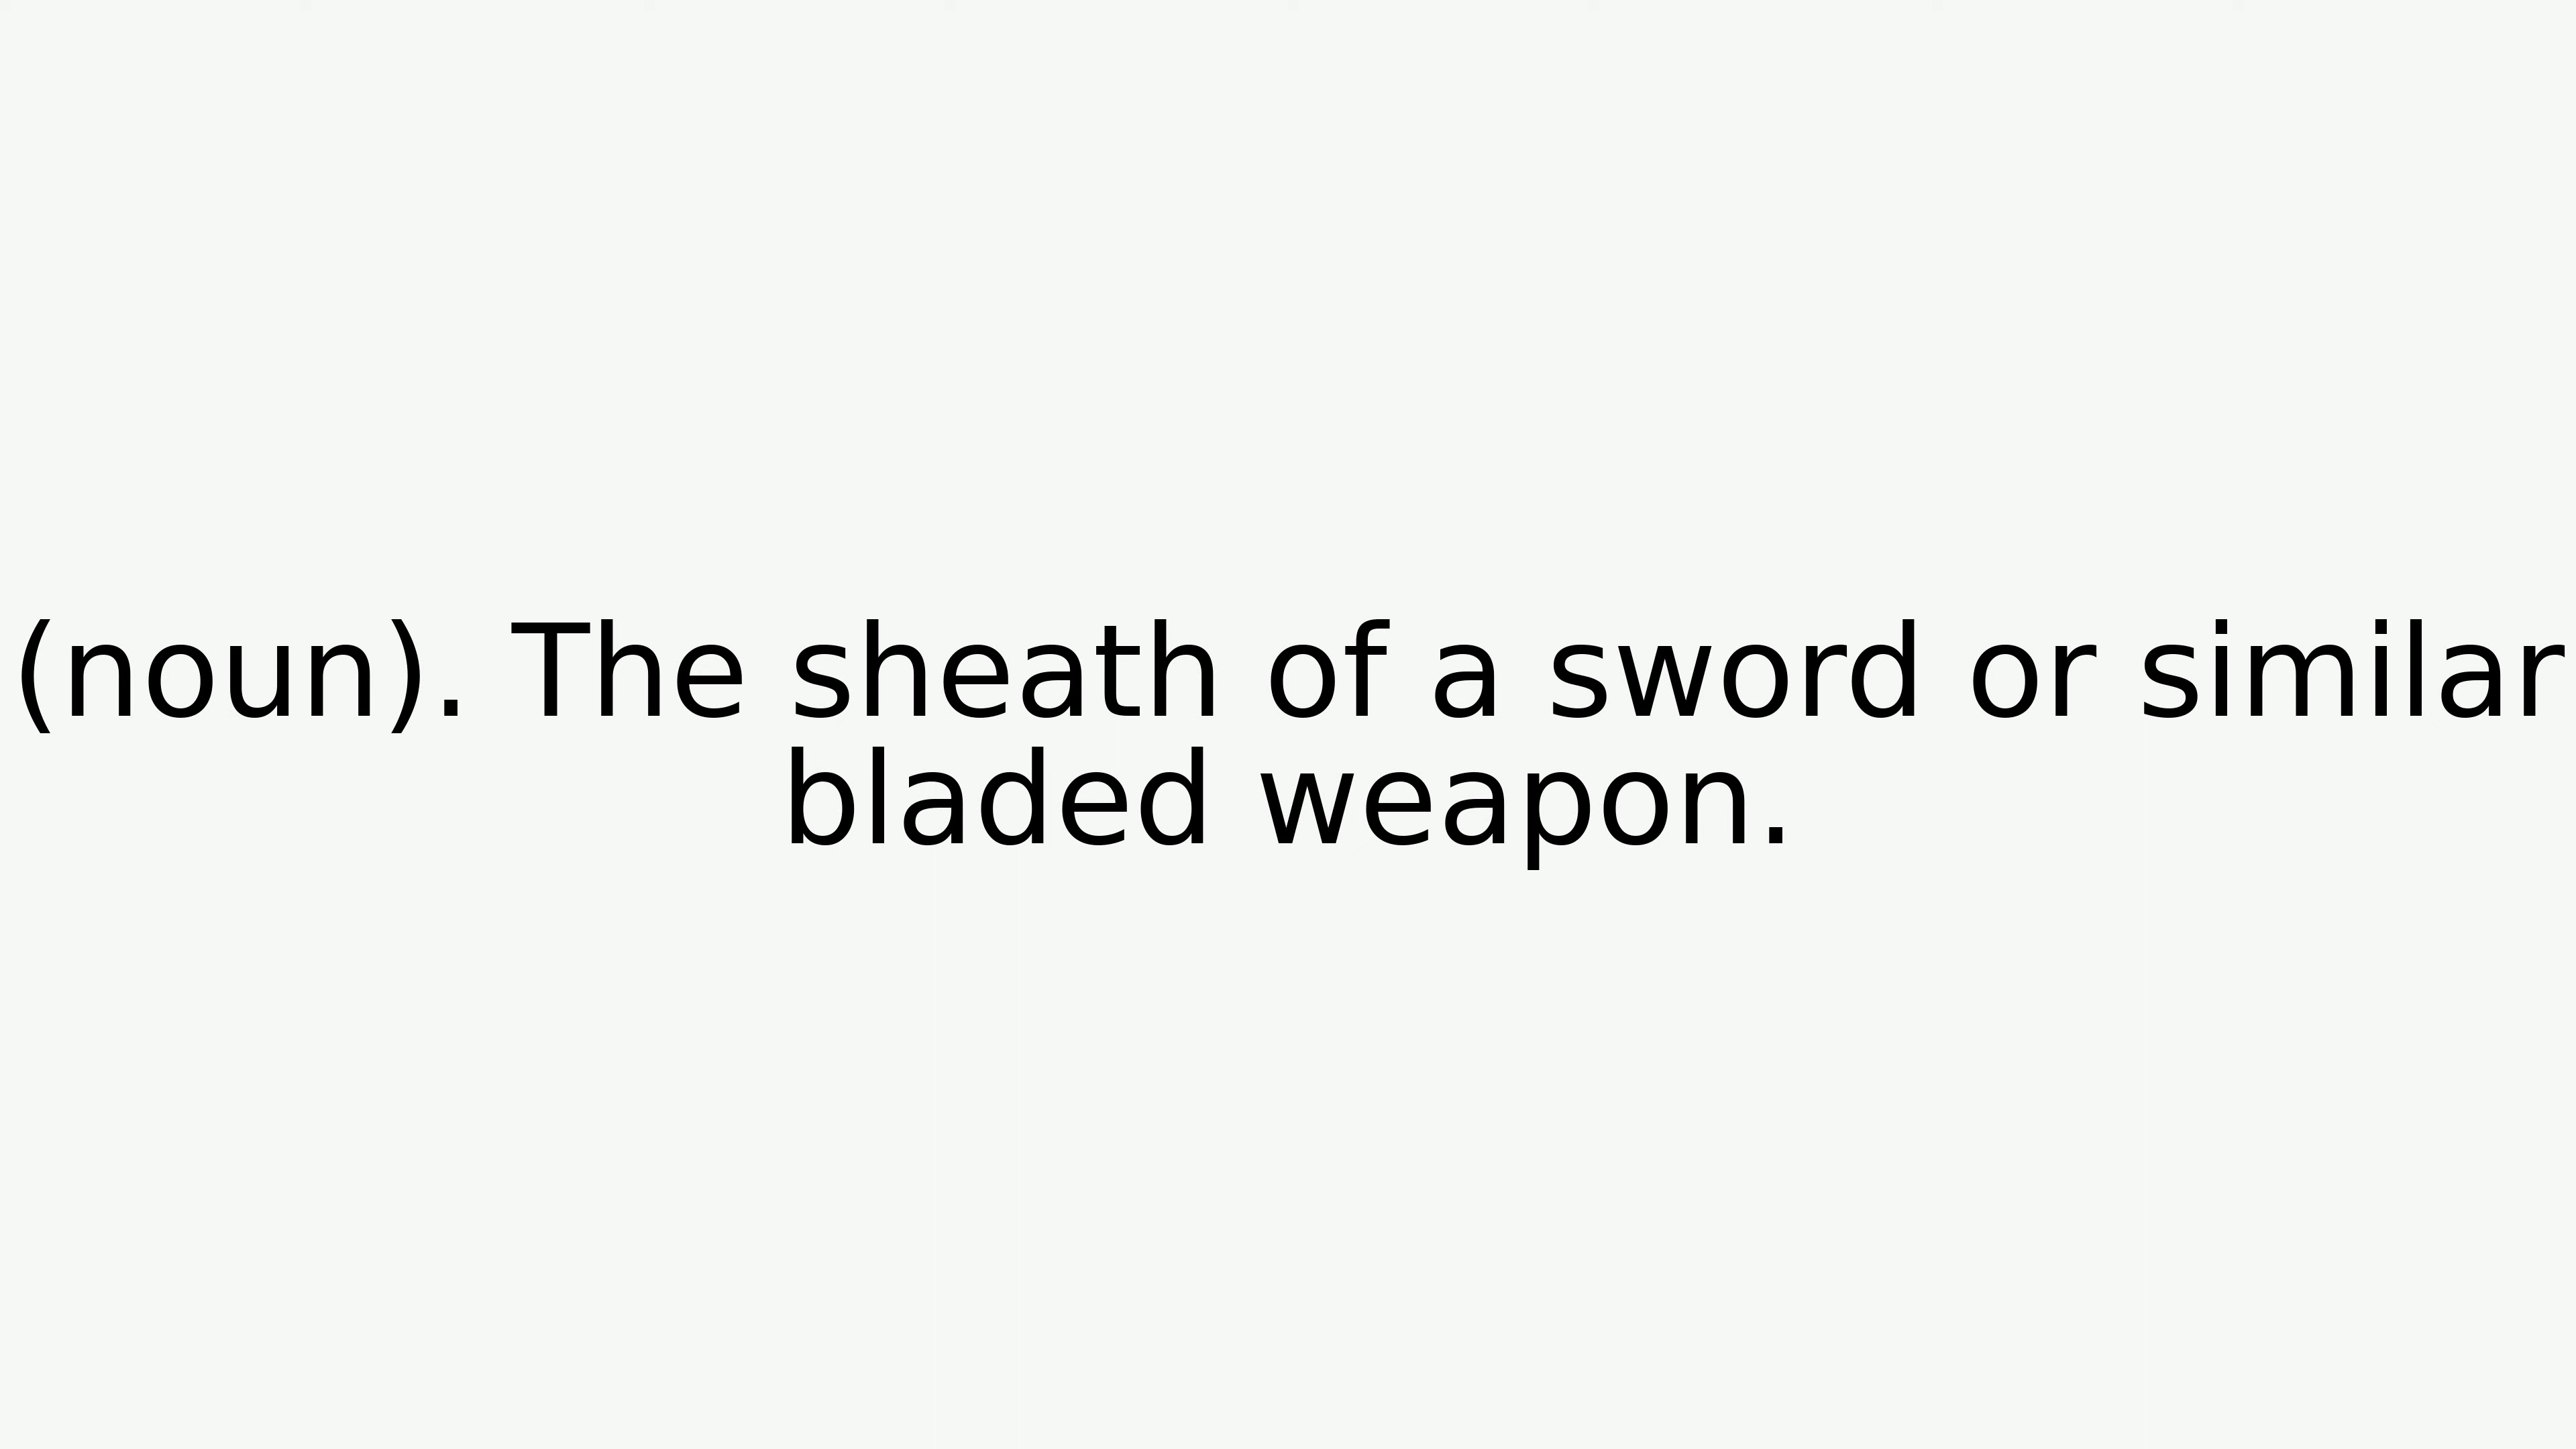 (noun). The sheath of a sword or similar
bladed weapon.